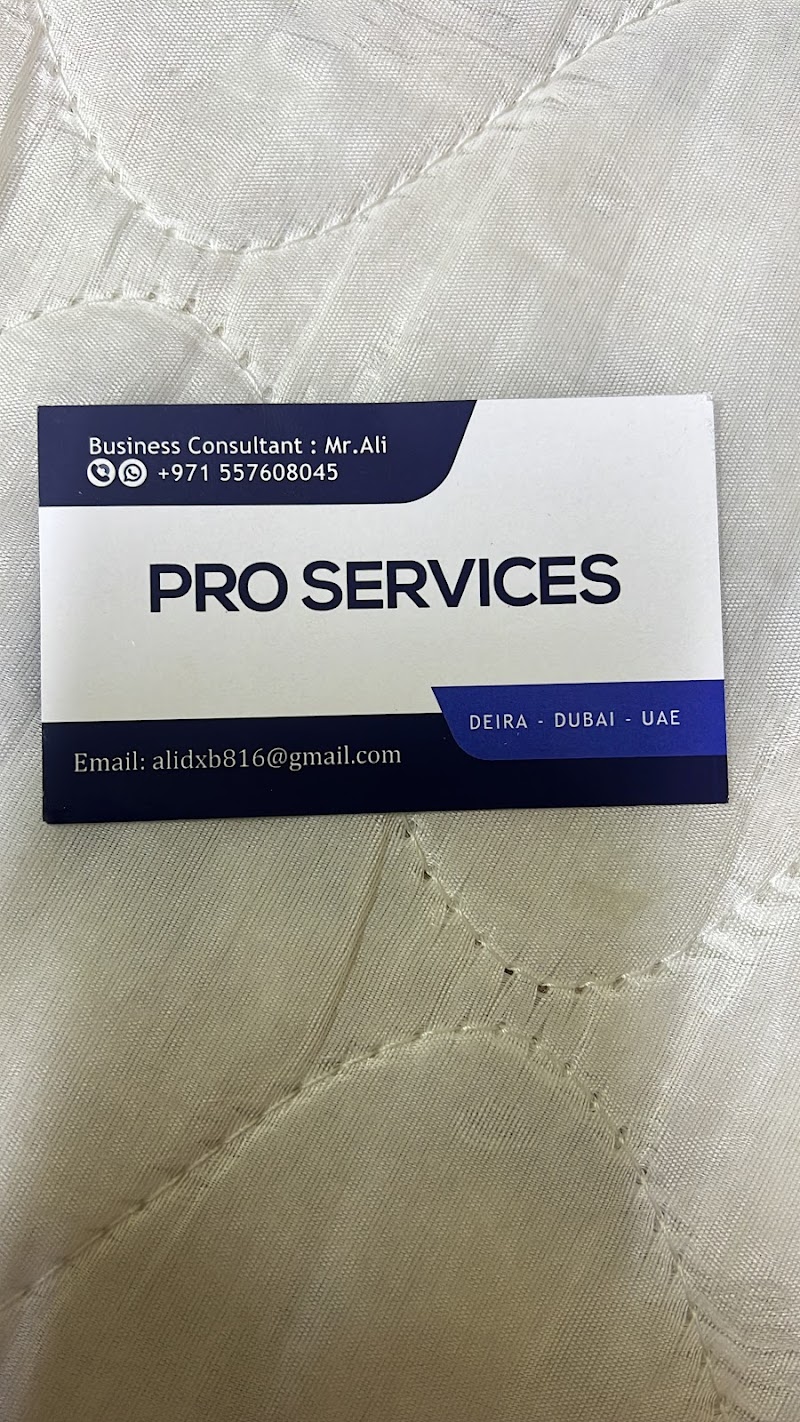 Business Consultant : Mr.Ali
+971 557608045
PRO SERVICES
DEIRA - DUBAI - UAE
Email: alidxb816@gmail.com